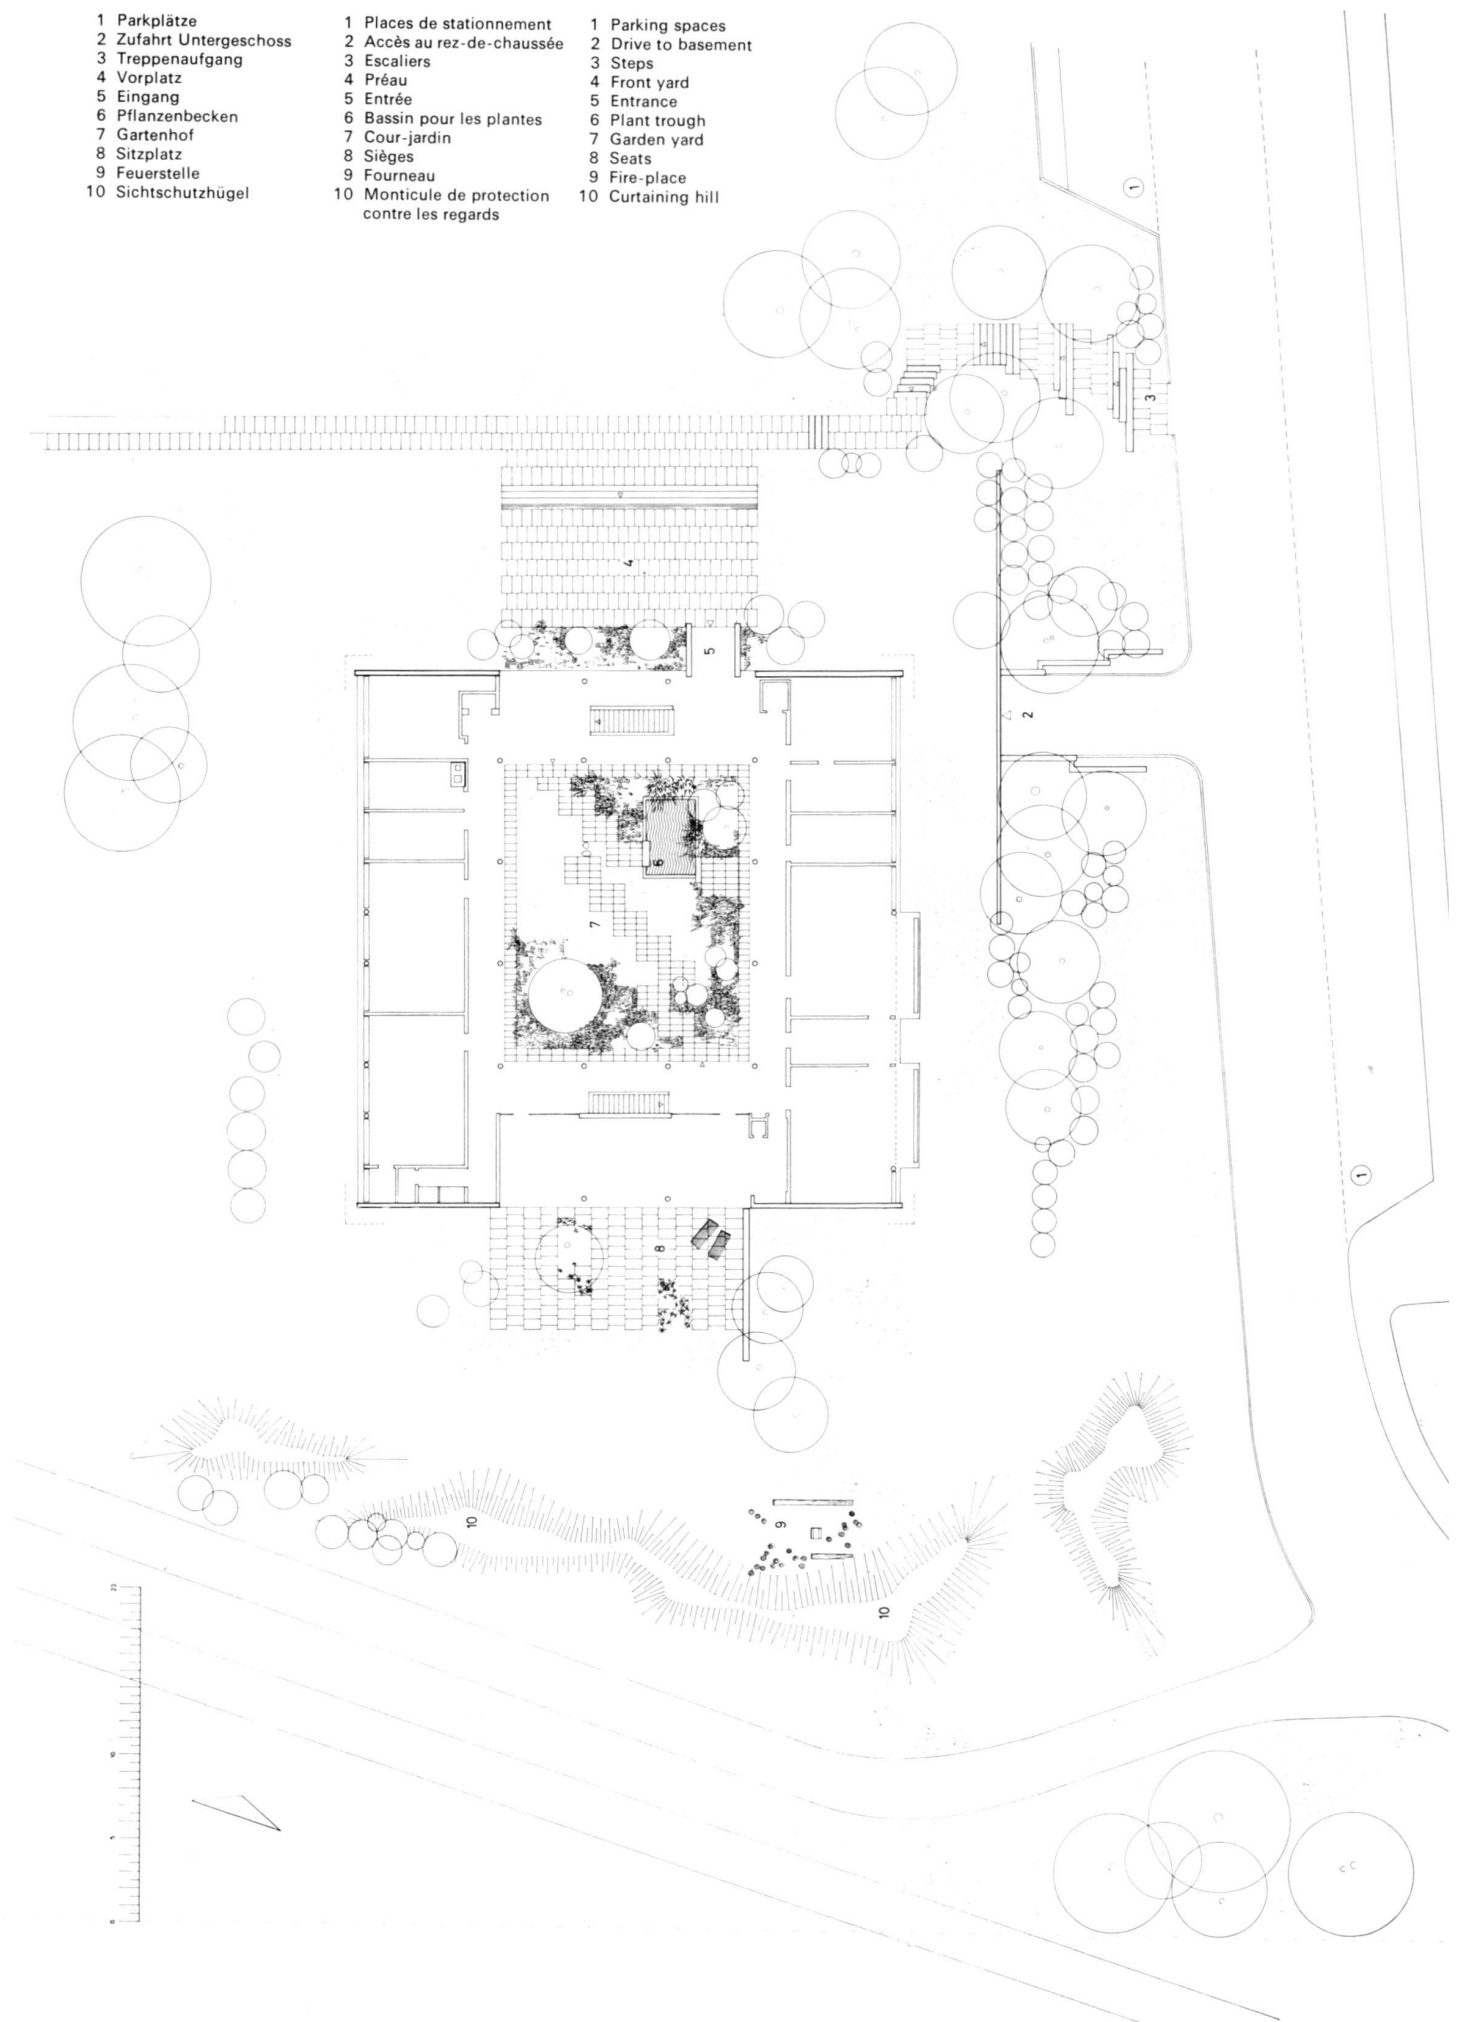 1 Parkplätze
2 Zufahrt Untergeschoss
3 Treppenaufgang
4 Vorplatz
5 Eingang
6 Pflanzenbecken
7 Gartenhof
8 Sitzplatz
9 Feuerstelle
10 Sichtschutzhügel
1 Places de stationnement
2 Accès au rez-de-chaussée
3 Escaliers
4 Préau
5 Entrée
6 Bassin pour les plantes
7 Cour-jardin
8 Sièges
9 Fourneau
10 Monticule de protection
contre les regards
1 Parking spaces
2 Drive to basement
3 Steps
4 Front yard
5 Entrance
6 Plant trough
7 Garden yard
8 Seats
9 Fire-place
10 Curtaining hill
1
3
4
5
2
6
7
1
8
10
9
10
20
10
5
0